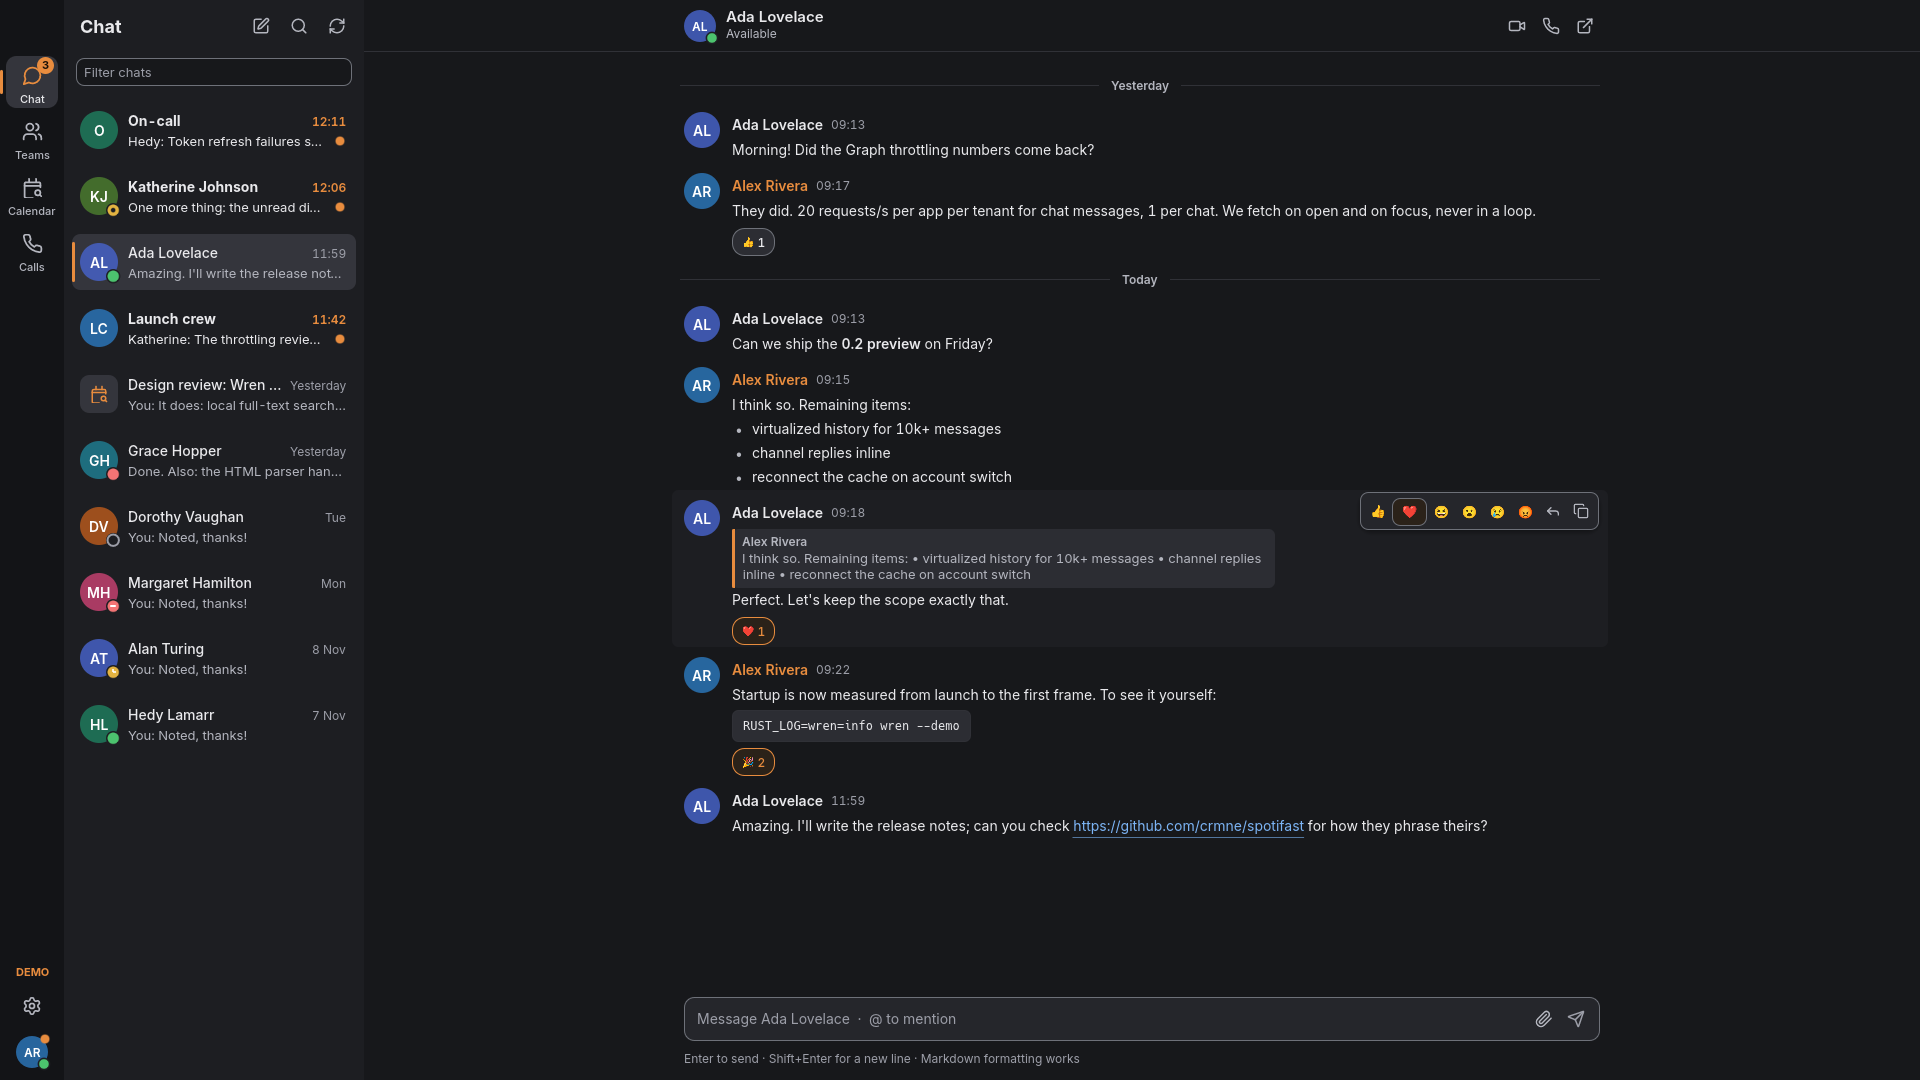 Chat
Filter chats
3
Chat
Teams
Calendar
Calls
O
On-call
12:11
Hedy: Token refresh failures s...
KJ
Katherine Johnson
12:06
One more thing: the unread di...
AL
Ada Lovelace
11:59
Amazing. I'll write the release not...
LC
Launch crew
11:42
Katherine: The throttling revie...
Design review: Wren ...
Yesterday
You: It does: local full-text search...
GH
Grace Hopper
Yesterday
Done. Also: the HTML parser han...
DV
Dorothy Vaughan
Tue
You: Noted, thanks!
MH
Margaret Hamilton
Mon
You: Noted, thanks!
AT
Alan Turing
8 Nov
You: Noted, thanks!
HL
Hedy Lamarr
7 Nov
You: Noted, thanks!
DEMO
AR
AL
Ada Lovelace
Available
Yesterday
AL
Ada Lovelace 09:13
Morning! Did the Graph throttling numbers come back?
AR
Alex Rivera 09:17
They did. 20 requests/s per app per tenant for chat messages, 1 per chat. We fetch on open and on focus, never in a loop.
👍 1
Today
AL
Ada Lovelace 09:13
Can we ship the 0.2 preview on Friday?
AR
Alex Rivera 09:15
I think so. Remaining items:
• virtualized history for 10k+ messages
• channel replies inline
• reconnect the cache on account switch
AL
Ada Lovelace 09:18
Alex Rivera
I think so. Remaining items: • virtualized history for 10k+ messages • channel replies
inline • reconnect the cache on account switch
Perfect. Let's keep the scope exactly that.
❤️ 1
AR
Alex Rivera 09:22
Startup is now measured from launch to the first frame. To see it yourself:
RUST_LOG=wren=info wren --demo
🎉 2
AL
Ada Lovelace 11:59
Amazing. I'll write the release notes; can you check https://github.com/crmne/spotifast for how they phrase theirs?
Message Ada Lovelace · @ to mention
Enter to send · Shift+Enter for a new line · Markdown formatting works